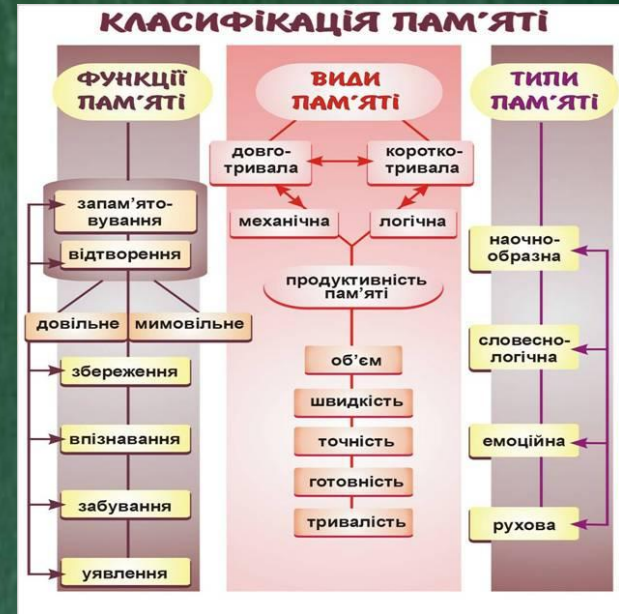 КЛАСИФІКАЦІЯ ПАМ´ЯТІ
ФУНКЦІЇ
ПАМ´ЯТІ
запам'ято-
вування
відтворення
довільне
мимовільне
збереження
впізнавання
забування
уявлення
ВИДИ
ПАМ´ЯТІ
довго-
тривала
коротко-
тривала
механічна
логічна
продуктивність
пам'яті
об'єм
швидкість
точність
готовність
тривалість
ТИПИ
ПАМ´ЯТІ
наочно-
образна
словесно-
логічна
емоційна
рухова